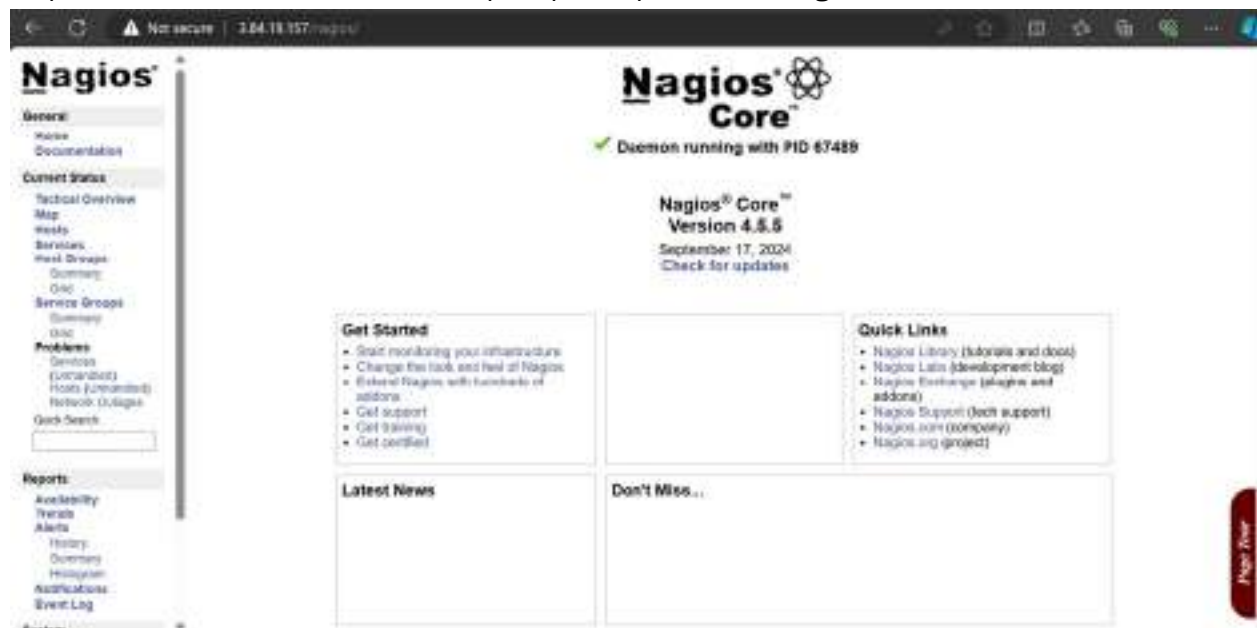 Not secure | 3.84.18.157/nagios/
Nagios®
General
Home
Documentation
Current Status
Tactical Overview
Map
Hosts
Services
Host Groups
Summary
Grid
Service Groups
Summary
Grid
Problems
Services
(Unhandled)
Hosts (Unhandled)
Network Outages
Quick Search
Reports
Availability
Trends
Alerts
History
Summary
Histogram
Notifications
Event Log
Nagios®
Core™
Daemon running with PID 67489
Nagios® Core™
Version 4.5.5
September 17, 2024
Check for updates
Get Started
• Start monitoring your infrastructure
• Change the look and feel of Nagios
• Extend Nagios with hundreds of
addons
• Get support
• Get training
• Get certified
Quick Links
• Nagios Library (tutorials and docs)
• Nagios Labs (development blog)
• Nagios Exchange (plugins and
addons)
• Nagios Support (tech support)
• Nagios.com (company)
• Nagios.org (project)
Latest News
Don't Miss...
Page Tour